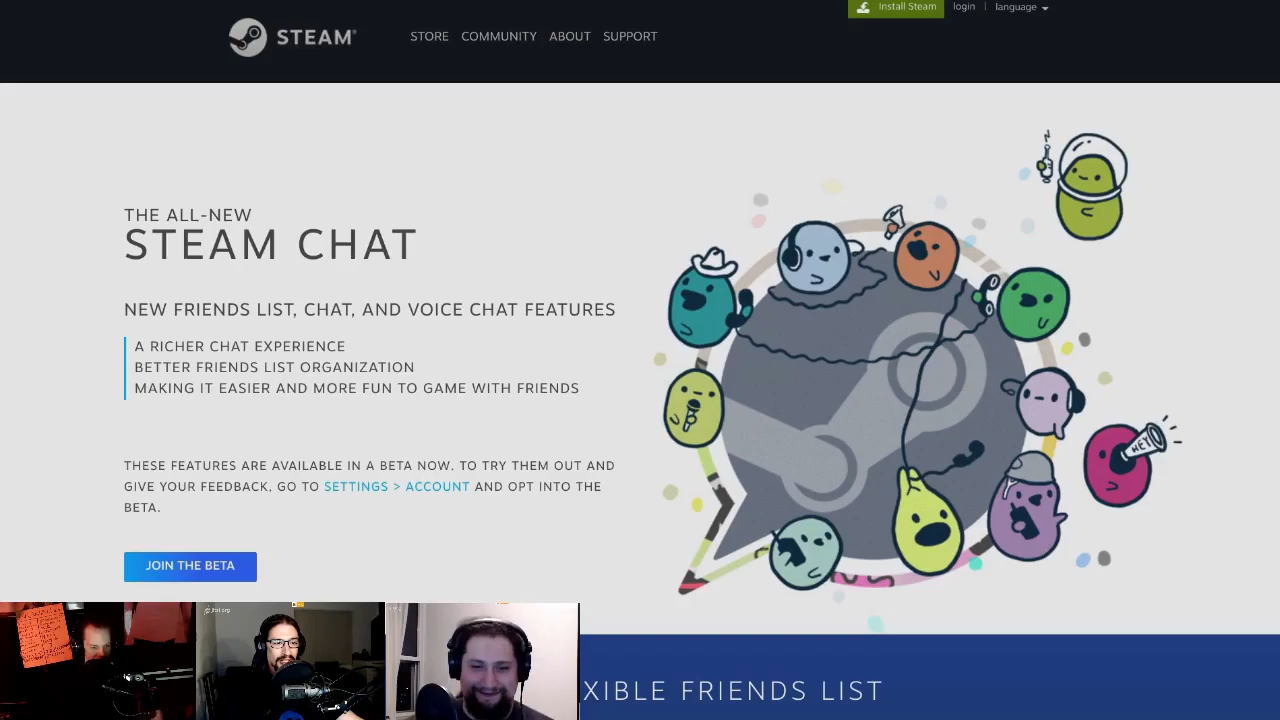 Install Steam
login | language
STEAM®
STORE COMMUNITY ABOUT SUPPORT
THE ALL-NEW
STEAM CHAT
NEW FRIENDS LIST, CHAT, AND VOICE CHAT FEATURES
A RICHER CHAT EXPERIENCE
BETTER FRIENDS LIST ORGANIZATION
MAKING IT EASIER AND MORE FUN TO GAME WITH FRIENDS
THESE FEATURES ARE AVAILABLE IN A BETA NOW. TO TRY THEM OUT AND
GIVE YOUR FEEDBACK, GO TO SETTINGS > ACCOUNT AND OPT INTO THE
BETA.
JOIN THE BETA
HEY!
XIBLE FRIENDS LIST